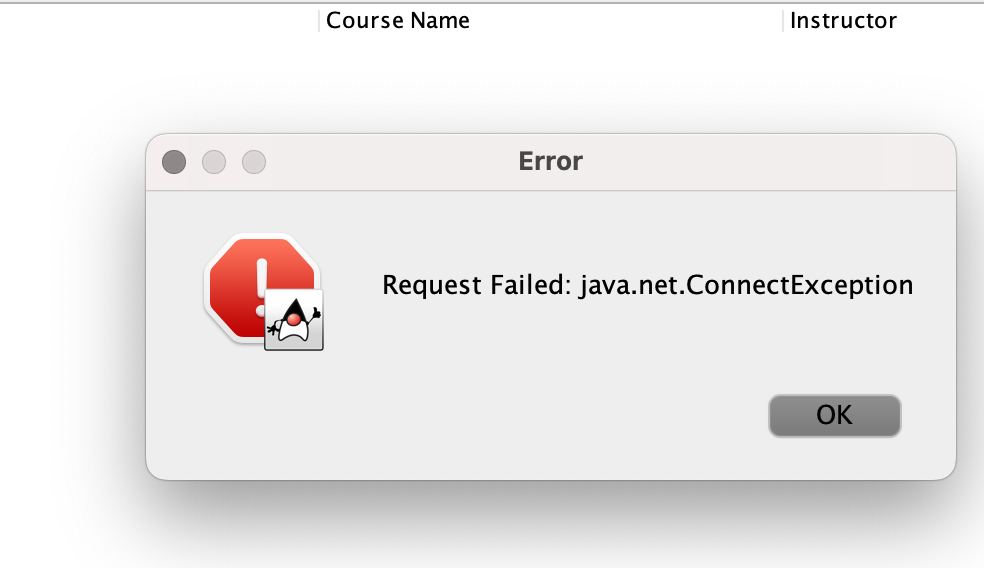 Course Name Instructor
Error
Request Failed: java.net.ConnectException
OK